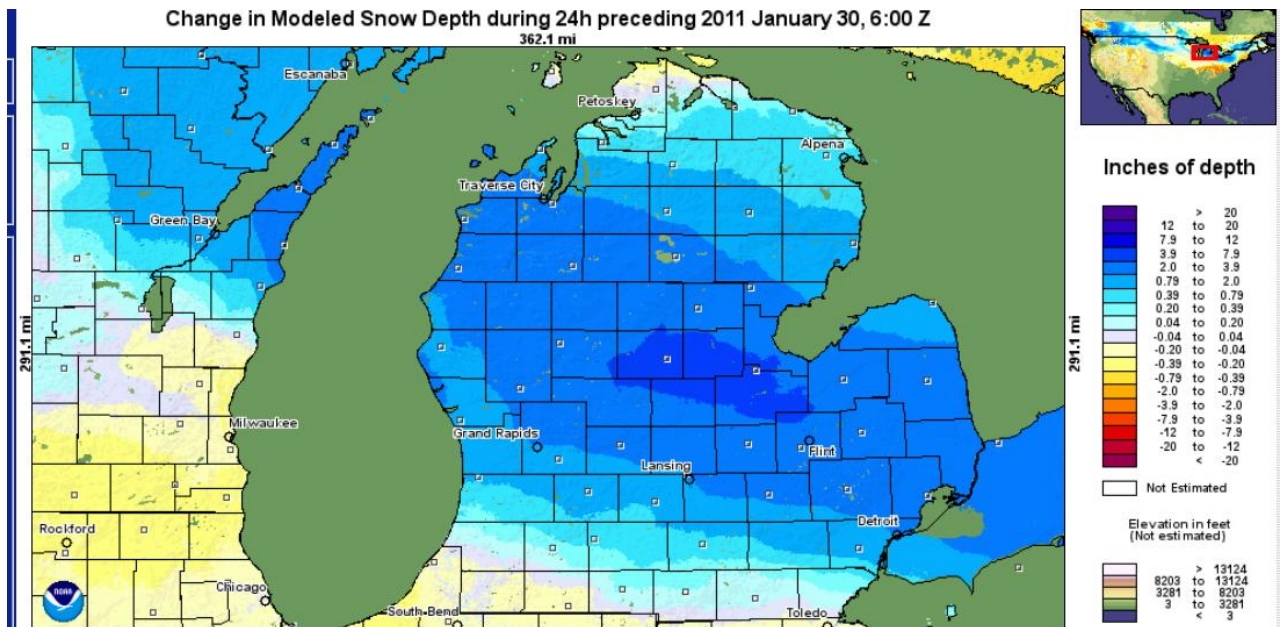 Change in Modeled Snow Depth during 24h preceding 2011 January 30, 6:00 Z
362.1 mi
Escanaba
Petoskey
Alpena
Traverse City
Green Bay
291.1 mi
291.1 mi
Milwaukee
Grand Rapids
Flint
Lansing
Rockford
Detroit
Chicago
South Bend
Toledo
NOAA
Inches of depth
> 20
12 to 20
7.9 to 12
3.9 to 7.9
2.0 to 3.9
0.79 to 2.0
0.39 to 0.79
0.20 to 0.39
0.04 to 0.20
-0.04 to 0.04
-0.20 to -0.04
-0.39 to -0.20
-0.79 to -0.39
-2.0 to -0.79
-3.9 to -2.0
-7.9 to -3.9
-12 to -7.9
-20 to -12
< -20
Not Estimated
Elevation in feet
(Not estimated)
> 13124
8203 to 13124
3281 to 8203
3 to 3281
< 3